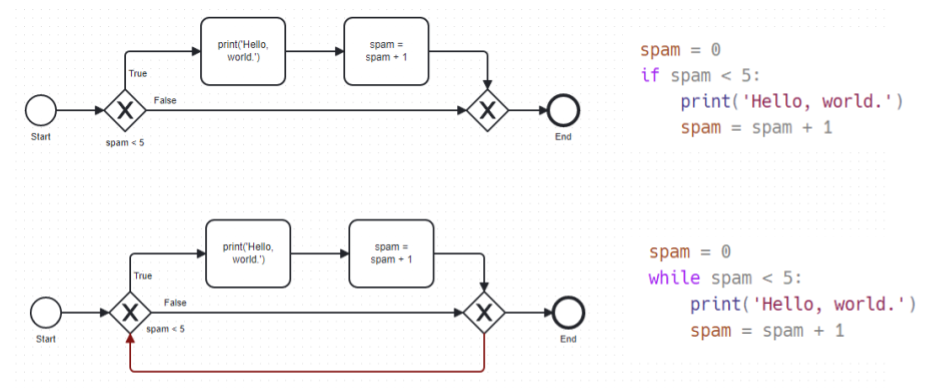 print('Hello,
world.')
spam =
spam + 1
True
False
Start
spam < 5
End
spam = 0
if spam < 5:
    print('Hello, world.')
    spam = spam + 1
print('Hello,
world.')
spam =
spam + 1
True
False
Start
spam < 5
End
spam = 0
while spam < 5:
    print('Hello, world.')
    spam = spam + 1